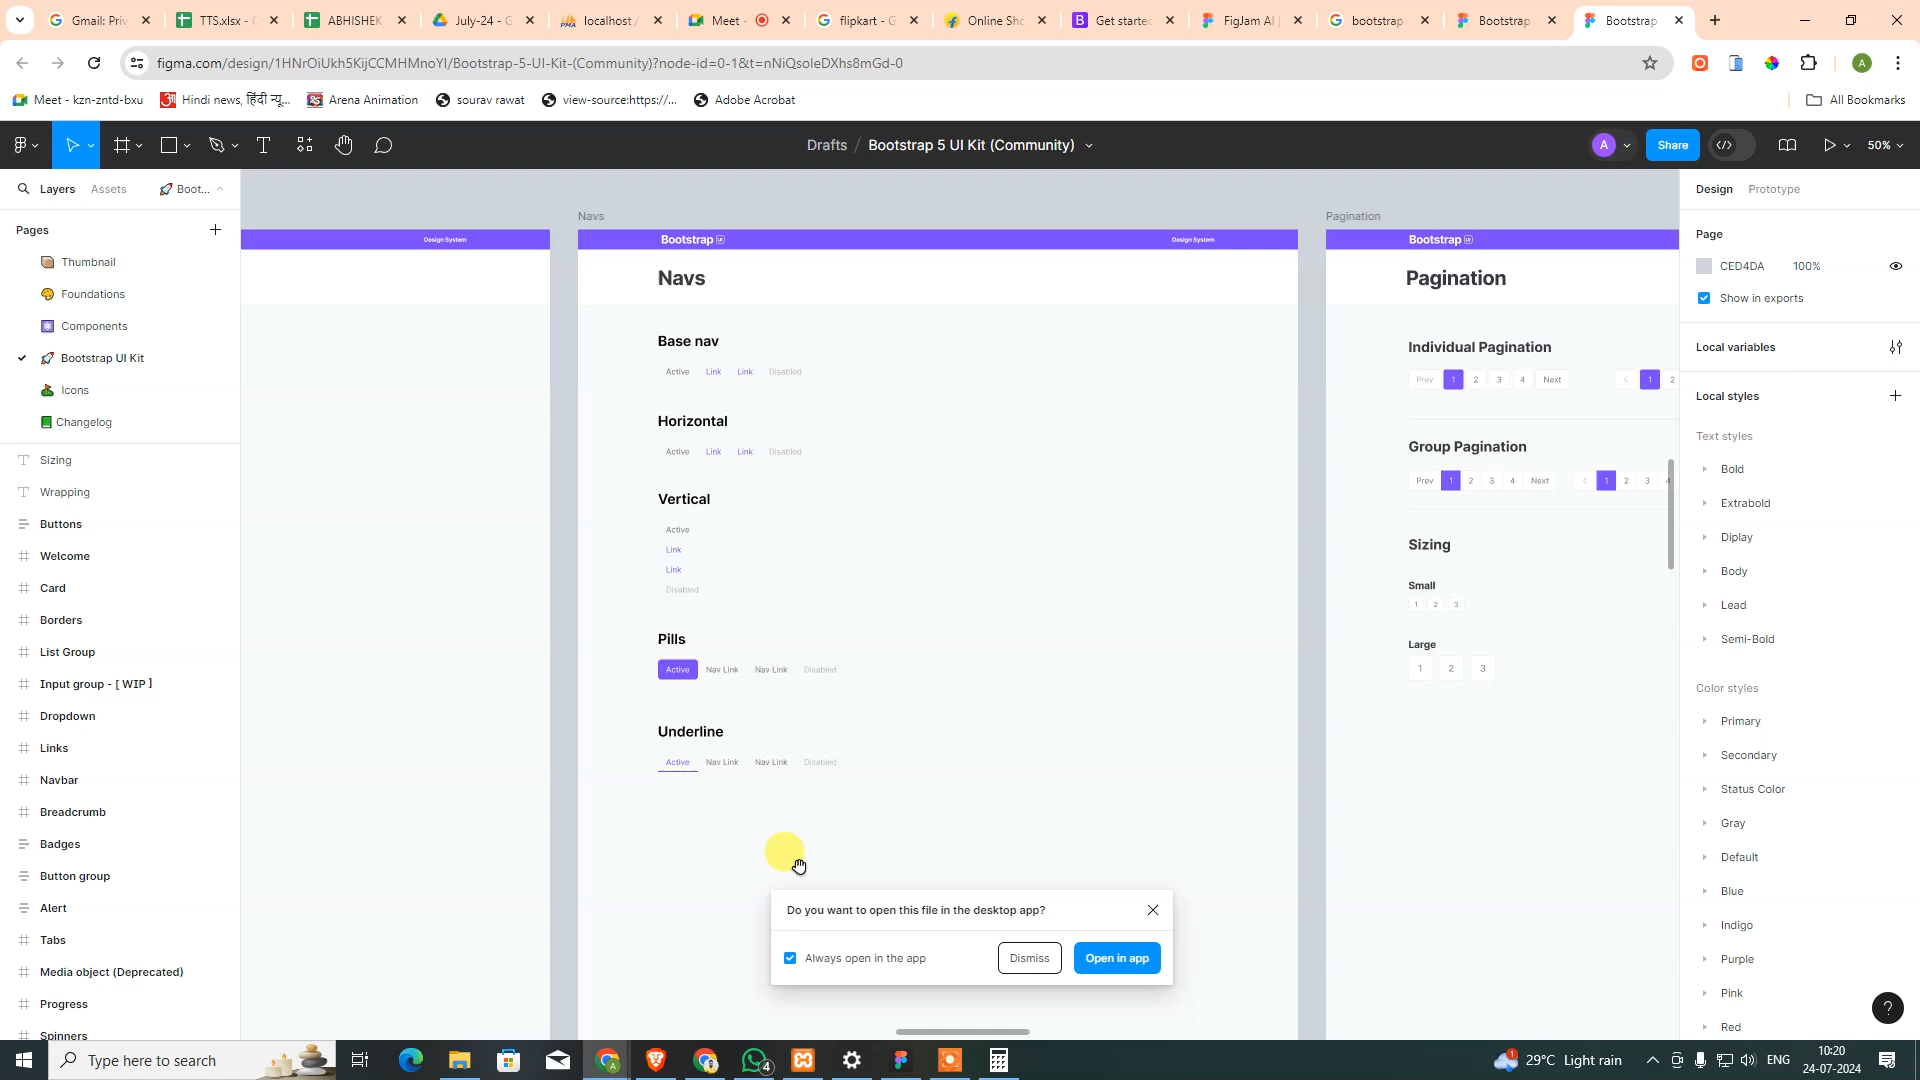 Gmail: Priv
TTS.xlsx - G
ABHISHEK
July-24 - G
localhost /
Meet -
flipkart - G
Online Sho
Get starte
FigJam AI |
bootstrap
Bootstrap
Bootstrap
figma.com/design/1HNrOiUkh5KijCCMHMnoYI/Bootstrap-5-UI-Kit-(Community)?node-id=0-1&t=nNiQsoleDXhs8mGd-0
A
Meet - kzn-zntd-bxu
Hindi news, हिंदी न्यू...
Arena Animation
sourav rawat
view-source:https://...
Adobe Acrobat
All Bookmarks
Drafts / Bootstrap 5 UI Kit (Community)
A
Share
50%
Layers
Assets
Boot...
Pages
Thumbnail
Foundations
Components
Bootstrap UI Kit
Icons
Changelog
Sizing
Wrapping
Buttons
Welcome
Card
Borders
List Group
Input group - [ WIP ]
Dropdown
Links
Navbar
Breadcrumb
Badges
Button group
Alert
Tabs
Media object (Deprecated)
Progress
Spinners
Design System
Navs
Bootstrap UI
Design System
Navs
Base nav
Active Link Link Disabled
Horizontal
Active Link Link Disabled
Vertical
Active
Link
Link
Disabled
Pills
Active Nav Link Nav Link Disabled
Underline
Active Nav Link Nav Link Disabled
Pagination
Bootstrap UI
Pagination
Individual Pagination
Prev 1 2 3 4 Next < 1 2
Group Pagination
Prev 1 2 3 4 Next < 1 2 3 4
Sizing
Small
1 2 3
Large
1 2 3
Do you want to open this file in the desktop app?
Always open in the app
Dismiss
Open in app
Design
Prototype
Page
CED4DA 100%
Show in exports
Local variables
Local styles
Text styles
Bold
Extrabold
Diplay
Body
Lead
Semi-Bold
Color styles
Primary
Secondary
Status Color
Gray
Default
Blue
Indigo
Purple
Pink
Red
?
Type here to search
4
1
29°C Light rain
ENG
10:20
24-07-2024